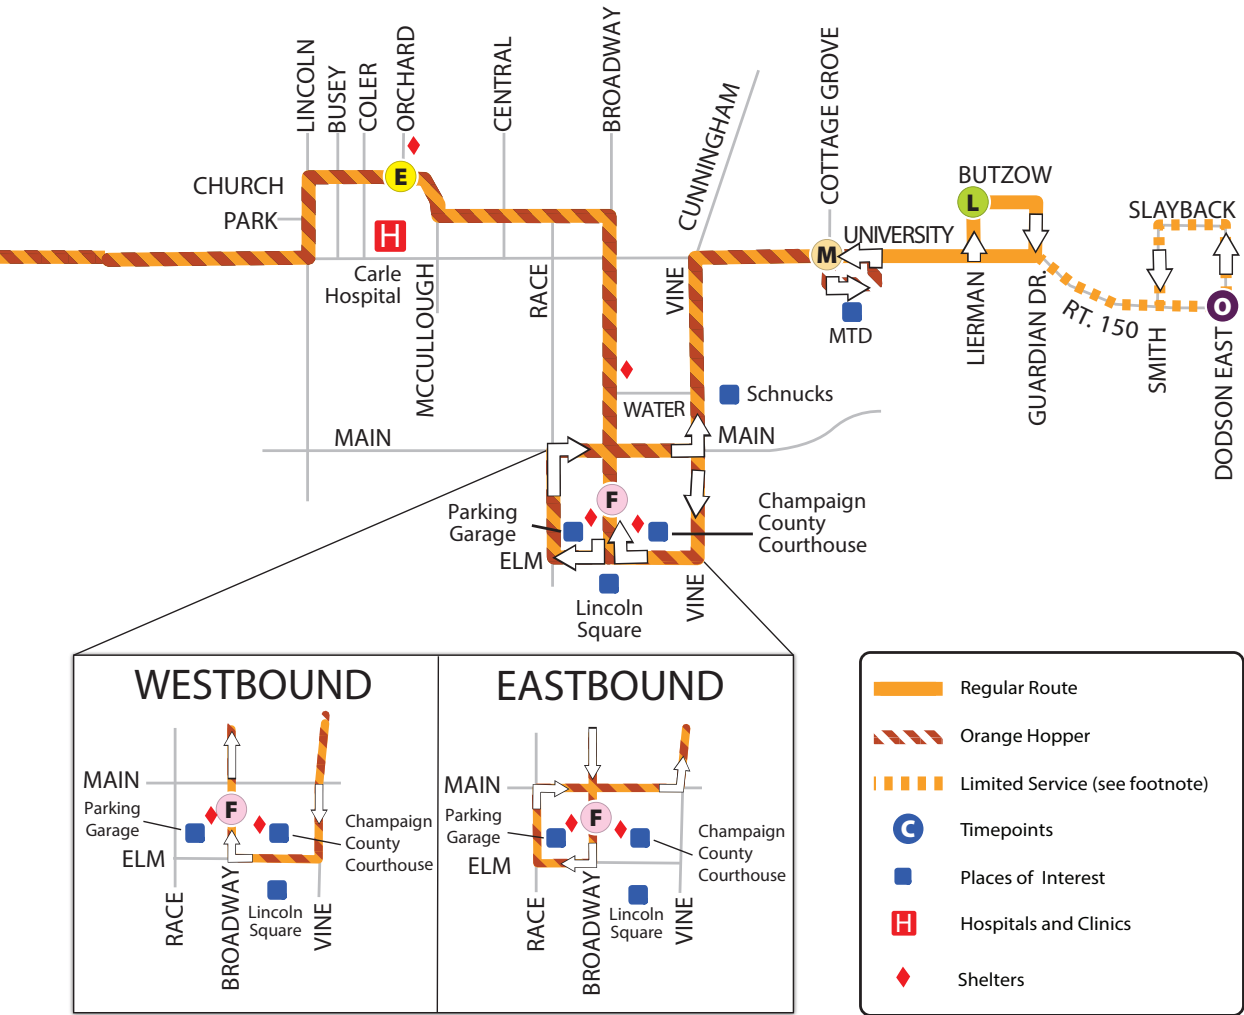 LINCOLN
BUSEY
COLER
ORCHARD
CENTRAL
BROADWAY
CUNNINGHAM
COTTAGE GROVE
CHURCH
E
PARK
H
Carle
Hospital
MCCULLOUGH
RACE
VINE
M
UNIVERSITY
MTD
BUTZOW
L
LIERMAN
GUARDIAN DR.
RT. 150
SLAYBACK
SMITH
O
DODSON EAST
Schnucks
WATER
MAIN
MAIN
F
Parking
Garage
Champaign
County
Courthouse
ELM
Lincoln
Square
VINE
WESTBOUND
MAIN
Parking
Garage
F
ELM
Champaign
County
Courthouse
Lincoln
Square
RACE
BROADWAY
VINE
EASTBOUND
MAIN
Parking
Garage
F
ELM
Champaign
County
Courthouse
Lincoln
Square
RACE
BROADWAY
VINE
Regular Route
Orange Hopper
Limited Service (see footnote)
C
Timepoints
Places of Interest
H
Hospitals and Clinics
Shelters